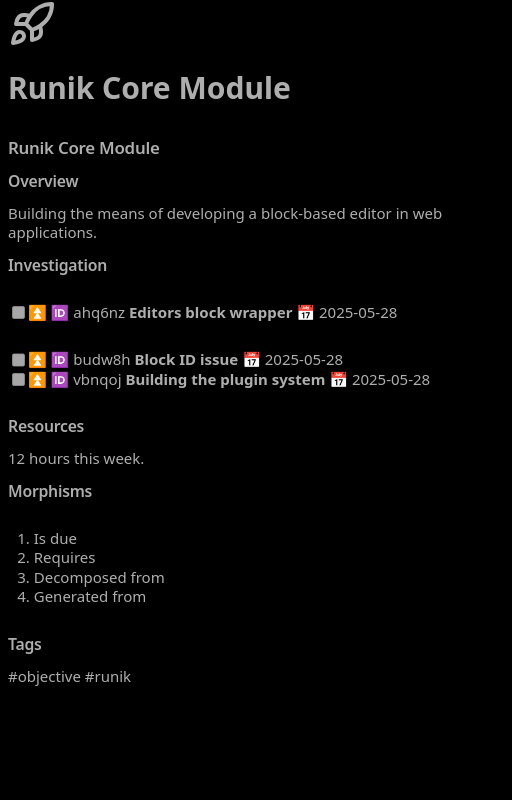 Runik Core Module
Runik Core Module
Overview
Building the means of developing a block-based editor in web
applications.
Investigation
⏫ 🆔 ahq6nz Editors block wrapper 📅 2025-05-28
⏫ 🆔 budw8h Block ID issue 📅 2025-05-28
⏫ 🆔 vbnqoj Building the plugin system 📅 2025-05-28
Resources
12 hours this week.
Morphisms
1. Is due
2. Requires
3. Decomposed from
4. Generated from
Tags
#objective #runik